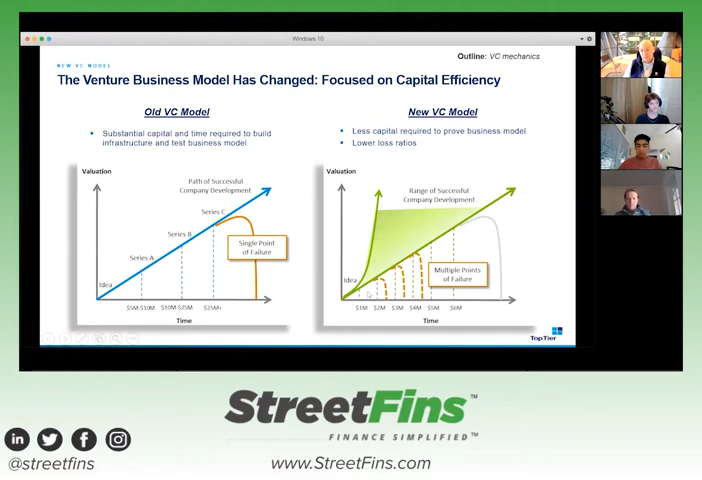 Windows 10
Outline: VC mechanics
NEW VC MODEL
The Venture Business Model Has Changed: Focused on Capital Efficiency
Old VC Model
Substantial capital and time required to build
infrastructure and test business model
Valuation
Path of Successful
Company Development
Series C
Series B
Series A
Idea
Single Point
of Failure
$5M-$10M
$10M-$25M
$25M+
Time
New VC Model
Less capital required to prove business model
Lower loss ratios
Valuation
Range of Successful
Company Development
Idea
Multiple Points
of Failure
$1M
$2M
$3M
$4M
$5M
$6M
Time
TopTier
StreetFins™
FINANCE SIMPLIFIED™
@streetfins
www.StreetFins.com